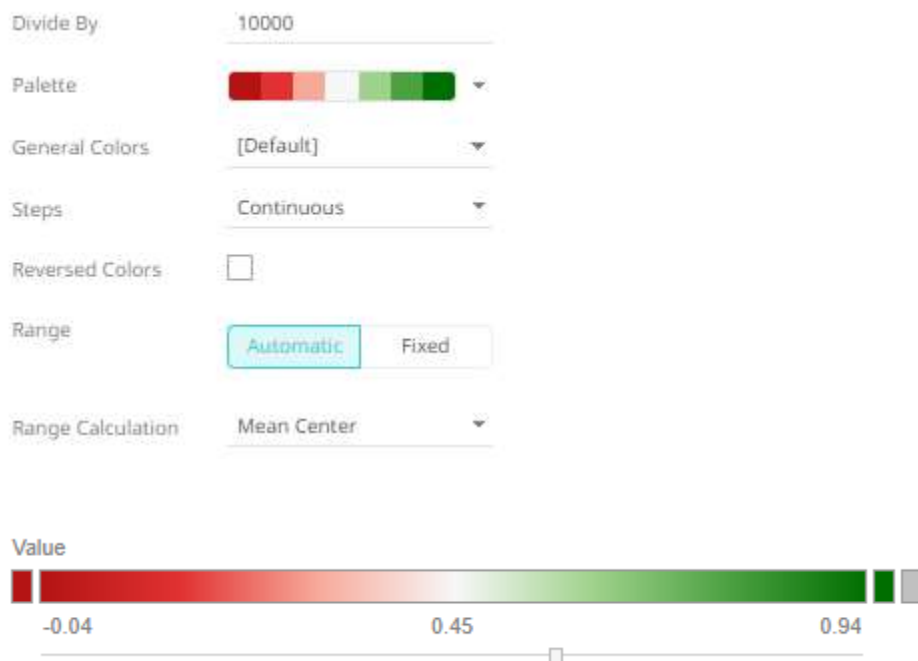 Divide By 10000
Palette
General Colors [Default]
Steps Continuous
Reversed Colors
Range Automatic Fixed
Range Calculation Mean Center
Value
-0.04 0.45 0.94